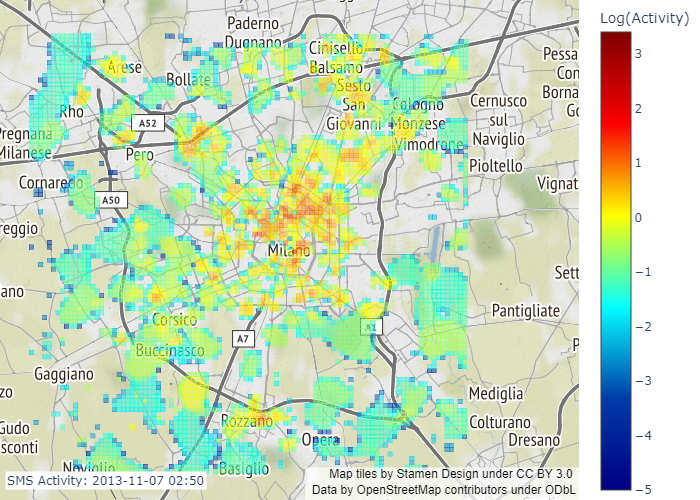 Log(Activity)
3
2
1
0
−1
−2
−3
−4
−5
Paderno
Dugnano
Cinisello
Balsamo
Sesto
San
Giovanni
Arese
Bollate
Rho
A52
Pero
Pregnana
Milanese
Cornaredo
A50
Cologno
Monzese
Vimodrone
Cernusco
sul
Naviglio
Pioltello
Pessa
Con
Borna
Go
Vignat
reggio
Milano
Sett
ano
Corsico
Buccinasco
A7
A1
Pantigliate
P
Gaggiano
zzo
Gudo
sconti
Rozzano
Opera
Mediglia
Colturano
Dresano
Noviglio
Basiglio
SMS Activity: 2013-11-07 02:50
Map tiles by Stamen Design under CC BY 3.0
Data by OpenStreetMap contributors under ODbL